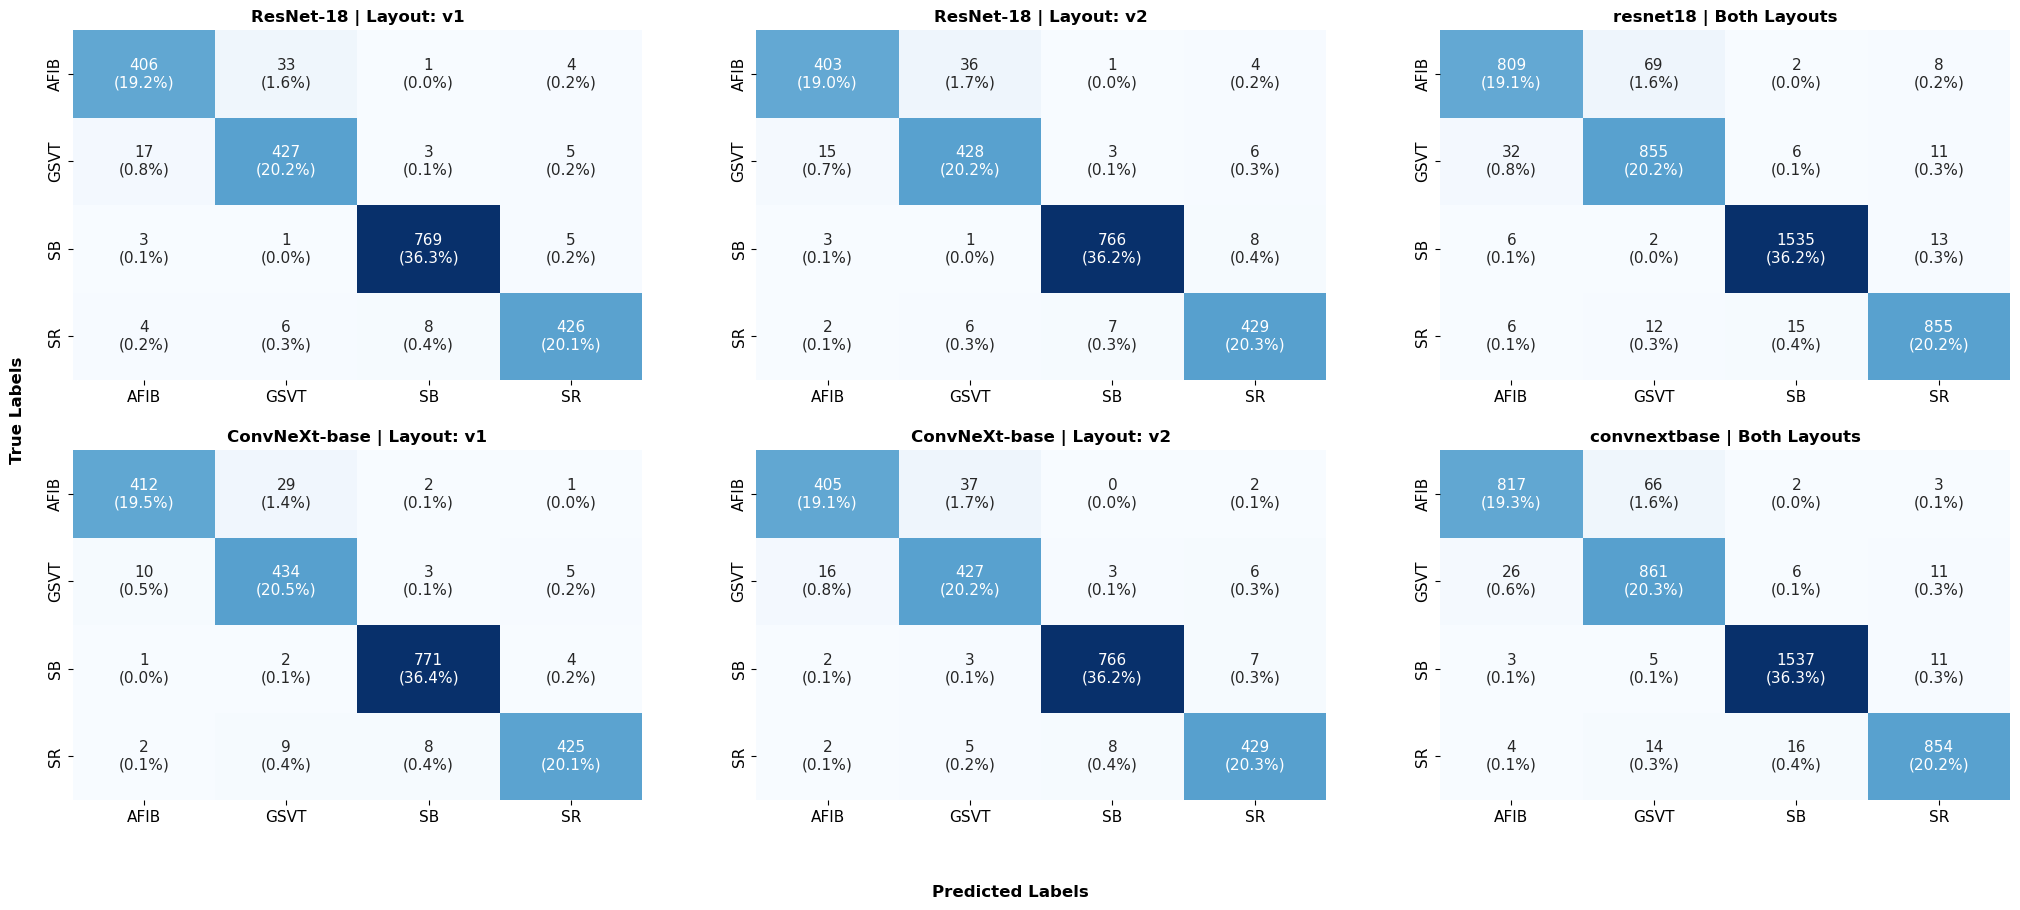 ResNet-18 | Layout: v1
AFIB
406 33 1 4
(19.2%) (1.6%) (0.0%) (0.2%)
GSVT
17 427 3 5
(0.8%) (20.2%) (0.1%) (0.2%)
SB
3 1 769 5
(0.1%) (0.0%) (36.3%) (0.2%)
SR
4 6 8 426
(0.2%) (0.3%) (0.4%) (20.1%)
AFIB GSVT SB SR
ResNet-18 | Layout: v2
AFIB
403 36 1 4
(19.0%) (1.7%) (0.0%) (0.2%)
GSVT
15 428 3 6
(0.7%) (20.2%) (0.1%) (0.3%)
SB
3 1 766 8
(0.1%) (0.0%) (36.2%) (0.4%)
SR
2 6 7 429
(0.1%) (0.3%) (0.3%) (20.3%)
AFIB GSVT SB SR
resnet18 | Both Layouts
AFIB
809 69 2 8
(19.1%) (1.6%) (0.0%) (0.2%)
GSVT
32 855 6 11
(0.8%) (20.2%) (0.1%) (0.3%)
SB
6 2 1535 13
(0.1%) (0.0%) (36.2%) (0.3%)
SR
6 12 15 855
(0.1%) (0.3%) (0.4%) (20.2%)
AFIB GSVT SB SR
True Labels
ConvNeXt-base | Layout: v1
AFIB
412 29 2 1
(19.5%) (1.4%) (0.1%) (0.0%)
GSVT
10 434 3 5
(0.5%) (20.5%) (0.1%) (0.2%)
SB
1 2 771 4
(0.0%) (0.1%) (36.4%) (0.2%)
SR
2 9 8 425
(0.1%) (0.4%) (0.4%) (20.1%)
AFIB GSVT SB SR
ConvNeXt-base | Layout: v2
AFIB
405 37 0 2
(19.1%) (1.7%) (0.0%) (0.1%)
GSVT
16 427 3 6
(0.8%) (20.2%) (0.1%) (0.3%)
SB
2 3 766 7
(0.1%) (0.1%) (36.2%) (0.3%)
SR
2 5 8 429
(0.1%) (0.2%) (0.4%) (20.3%)
AFIB GSVT SB SR
convnextbase | Both Layouts
AFIB
817 66 2 3
(19.3%) (1.6%) (0.0%) (0.1%)
GSVT
26 861 6 11
(0.6%) (20.3%) (0.1%) (0.3%)
SB
3 5 1537 11
(0.1%) (0.1%) (36.3%) (0.3%)
SR
4 14 16 854
(0.1%) (0.3%) (0.4%) (20.2%)
AFIB GSVT SB SR
Predicted Labels